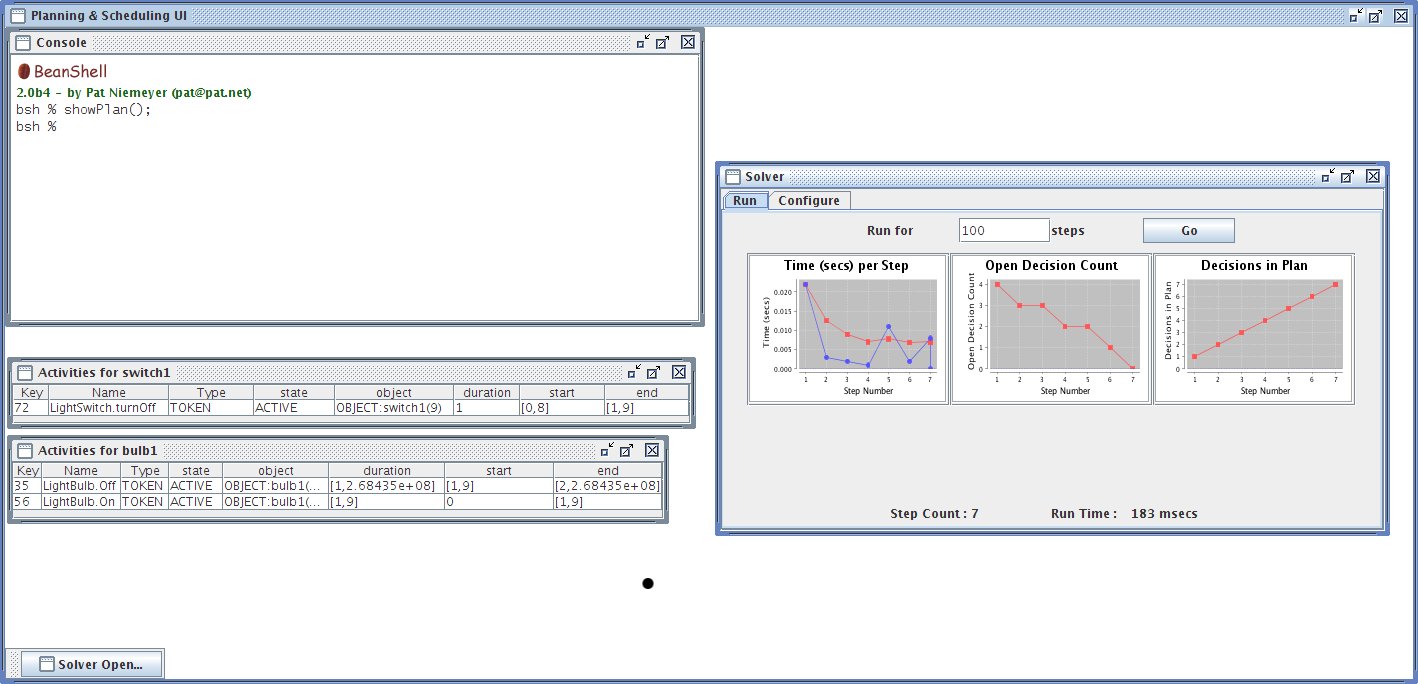 Planning & Scheduling UI
Console
BeanShell
2.0b4 – by Pat Niemeyer (pat@pat.net)
bsh % showPlan();
bsh %
Activities for switch1
Key Name Type state object duration start end
72 LightSwitch.turnOff TOKEN ACTIVE OBJECT:switch1(9) 1 [0,8] [1,9]
Activities for bulb1
Key Name Type state object duration start end
35 LightBulb.Off TOKEN ACTIVE OBJECT:bulb1(... [1,2.68435e+08] [1,9] [2,2.68435e+08]
56 LightBulb.On TOKEN ACTIVE OBJECT:bulb1(... [1,9] 0 [1,9]
Solver Open...
Solver
Run Configure
Run for 100 steps Go
Time (secs) per Step
Time (secs)
0.020
0.015
0.010
0.005
0.000
1 2 3 4 5 6 7
Step Number
Open Decision Count
Open Decision Count
4
3
2
1
0
1 2 3 4 5 6 7
Step Number
Decisions in Plan
Decisions in Plan
7
6
5
4
3
2
1
0
1 2 3 4 5 6 7
Step Number
Step Count : 7 Run Time : 183 msecs